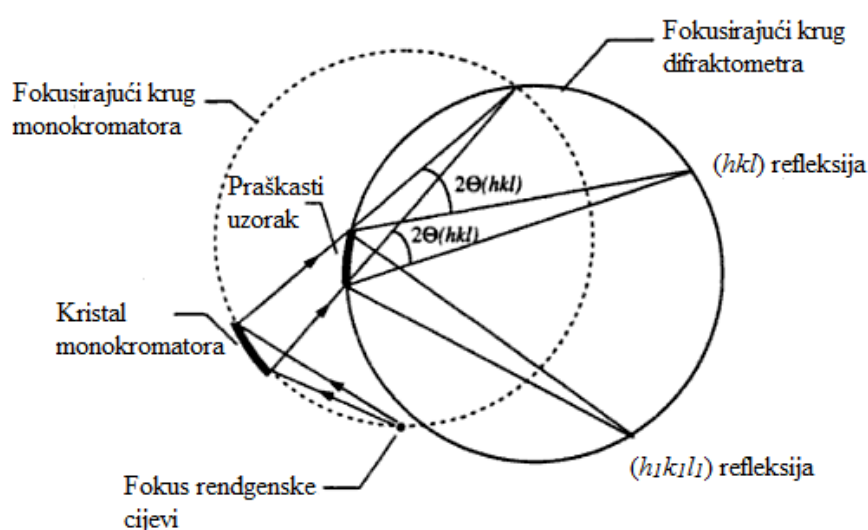 Fokusirajući krug
difraktometra
Fokusirajući krug
monokromatora
(hkl) refleksija
Praškasti
uzorak
2Θ(hkl)
2Θ(hkl)
Kristal
monokromatora
(h1k1l1) refleksija
Fokus rendgenske
cijevi